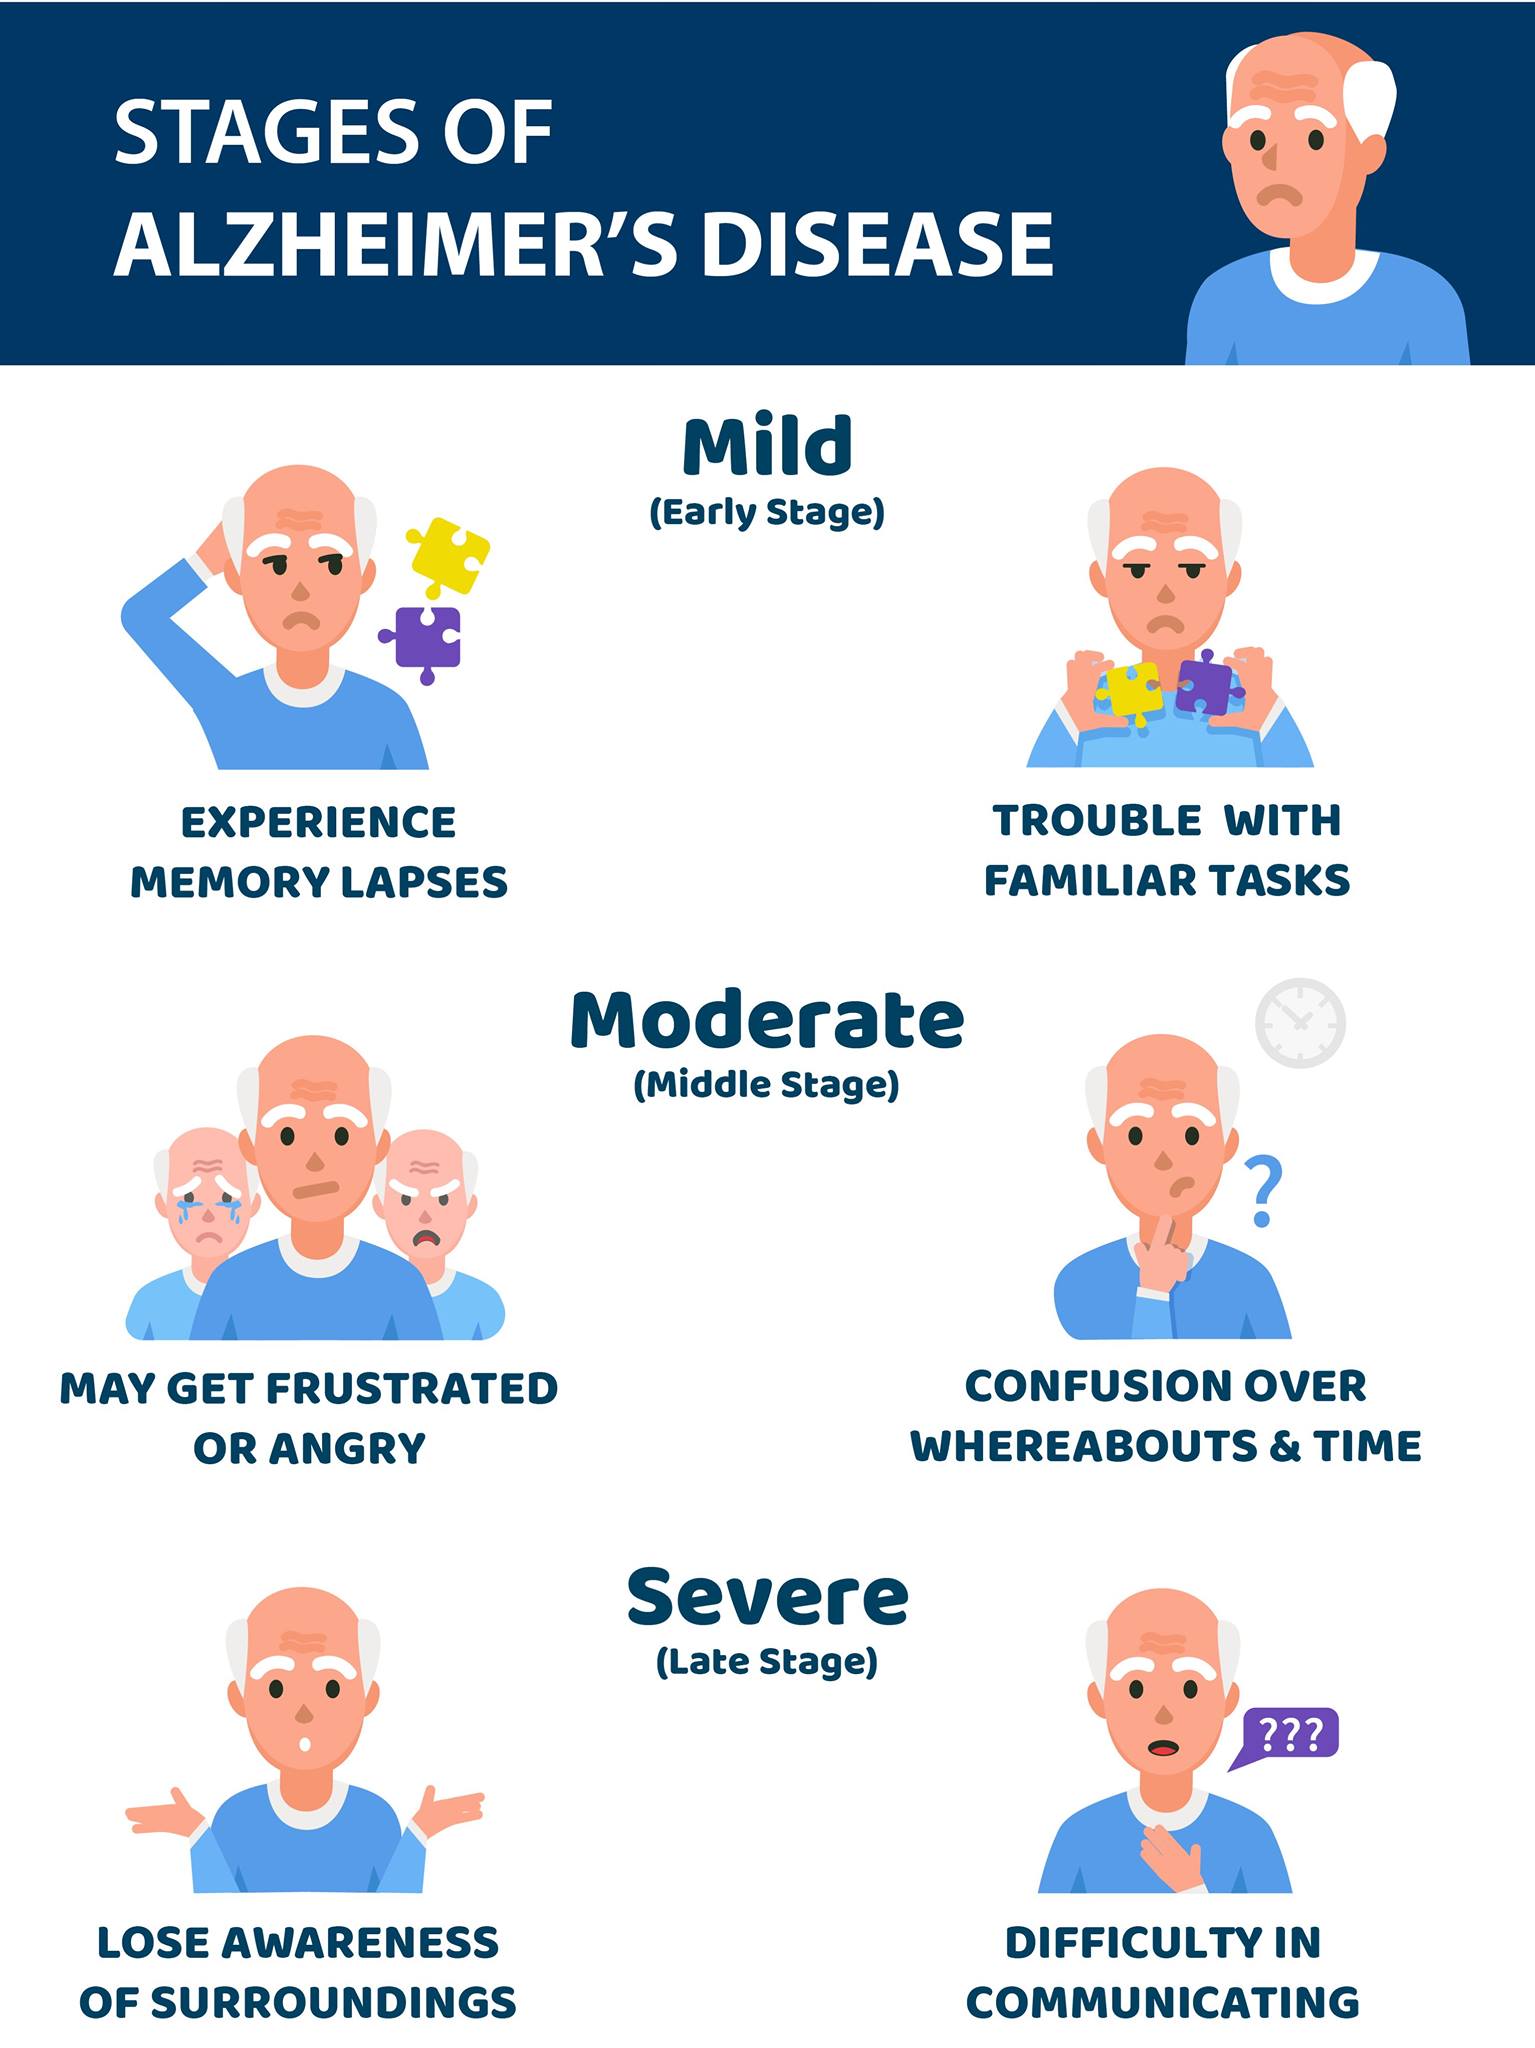 STAGES OF
ALZHEIMER'S DISEASE
Mild
(Early Stage)
EXPERIENCE
MEMORY LAPSES
TROUBLE WITH
FAMILIAR TASKS
Moderate
(Middle Stage)
?
MAY GET FRUSTRATED
OR ANGRY
CONFUSION OVER
WHEREABOUTS & TIME
Severe
(Late Stage)
???
LOSE AWARENESS
OF SURROUNDINGS
DIFFICULTY IN
COMMUNICATING